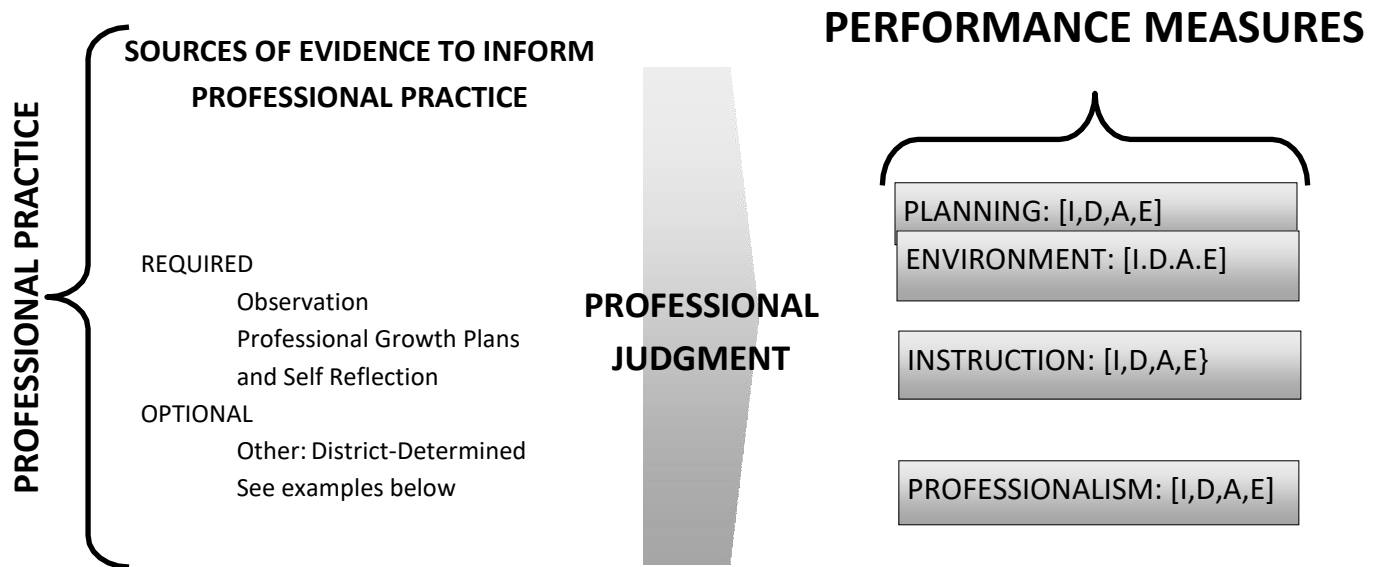 PROFESSIONAL PRACTICE
SOURCES OF EVIDENCE TO INFORM
PROFESSIONAL PRACTICE
REQUIRED
Observation
Professional Growth Plans
and Self Reflection
OPTIONAL
Other: District-Determined
See examples below
PROFESSIONAL
JUDGMENT
PERFORMANCE MEASURES
PLANNING: [I,D,A,E]
ENVIRONMENT: [I.D.A.E]
INSTRUCTION: [I,D,A,E}
PROFESSIONALISM: [I,D,A,E]